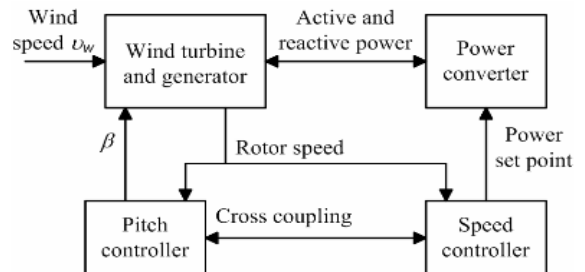 Wind
speed υw
Wind turbine
and generator
Active and
reactive power
Power
converter
β
Rotor speed
Power
set point
Pitch
controller
Cross coupling
Speed
controller